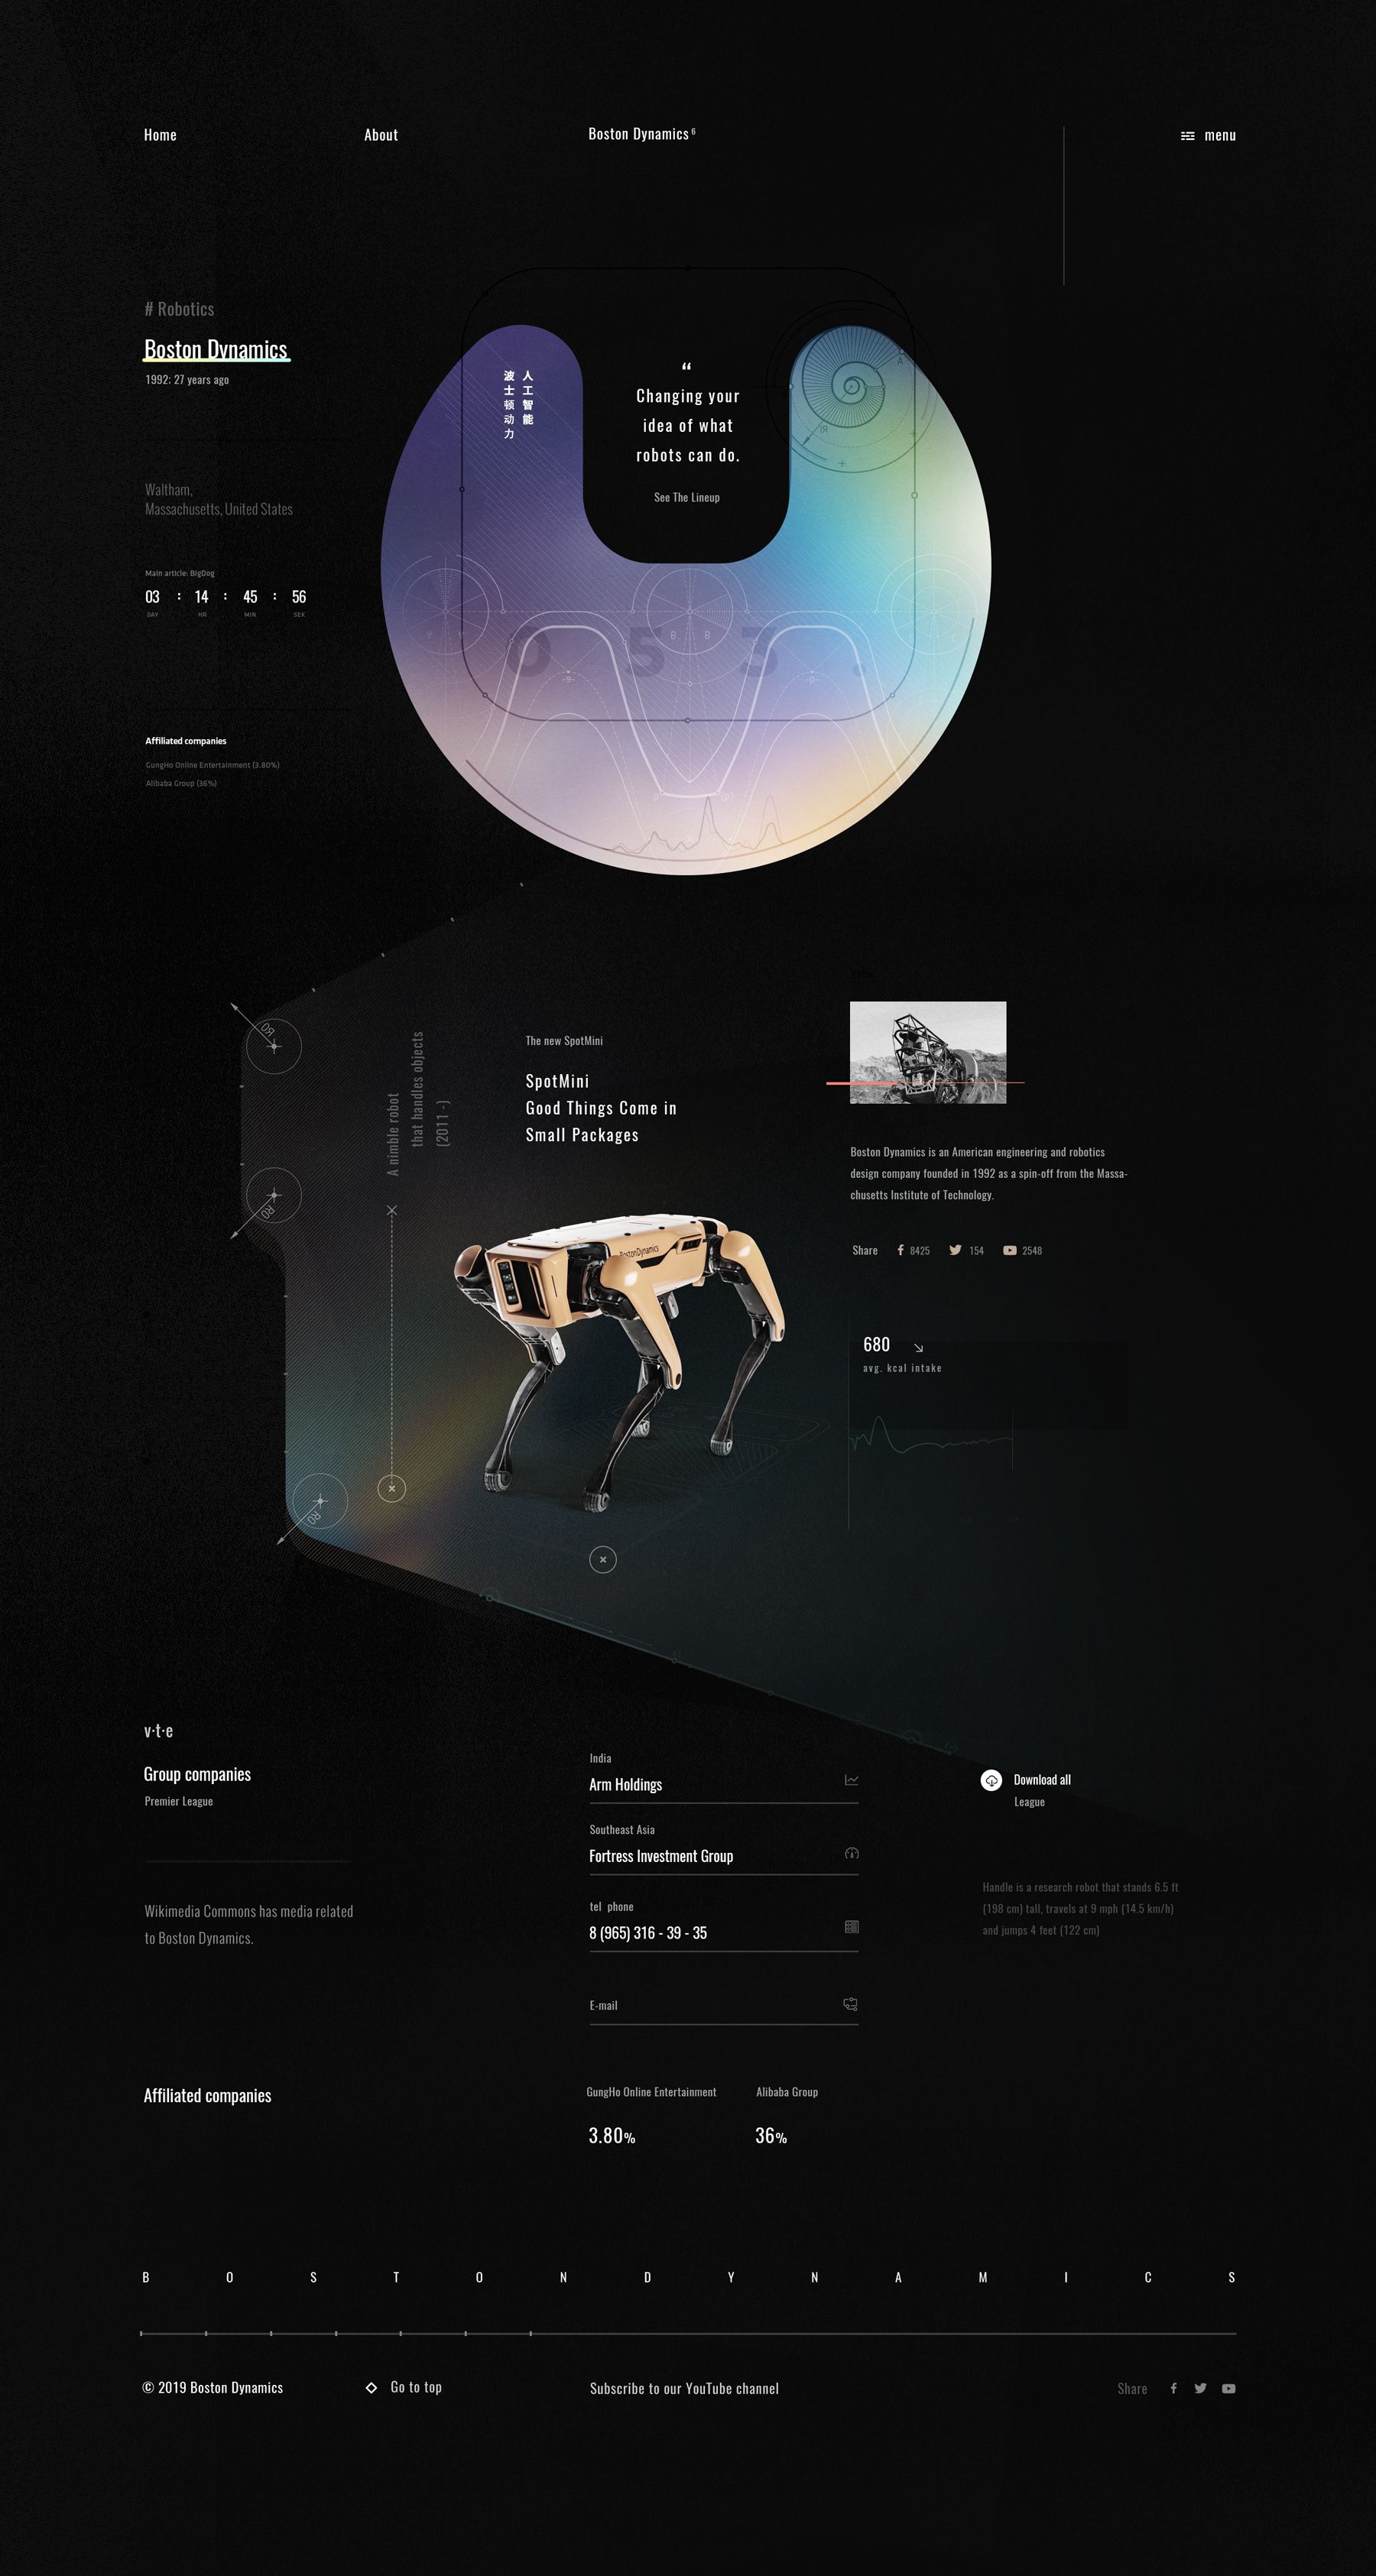 Home
About
Boston Dynamics 6
menu
# Robotics
Boston Dynamics
1992; 27 years ago
Waltham,
Massachusetts, United States
Main article: BigDog
03 : 14 : 45 : 56
DAY HR MIN SEK
Affiliated companies
GungHo Online Entertainment (3.80%)
Alibaba Group (36%)
人工智能
波士顿动力
“
Changing your
idea of what
robots can do.
See The Lineup
0 5 3 .
B B
R0
R0
R0
A nimble robot
that handles objects
(2011 -)
The new SpotMini
SpotMini
Good Things Come in
Small Packages
BostonDynamics
Boston Dynamics is an American engineering and robotics
design company founded in 1992 as a spin-off from the Massa-
chusetts Institute of Technology.
Share 8425 154 2548
680
avg. kcal intake
v·t·e
Group companies
Premier League
Wikimedia Commons has media related
to Boston Dynamics.
India
Arm Holdings
Southeast Asia
Fortress Investment Group
tel phone
8 (965) 316 - 39 - 35
E-mail
Download all
League
Handle is a research robot that stands 6.5 ft
(198 cm) tall, travels at 9 mph (14.5 km/h)
and jumps 4 feet (122 cm)
Affiliated companies
GungHo Online Entertainment
3.80%
Alibaba Group
36%
B O S T O N D Y N A M I C S
© 2019 Boston Dynamics
Go to top
Subscribe to our YouTube channel
Share